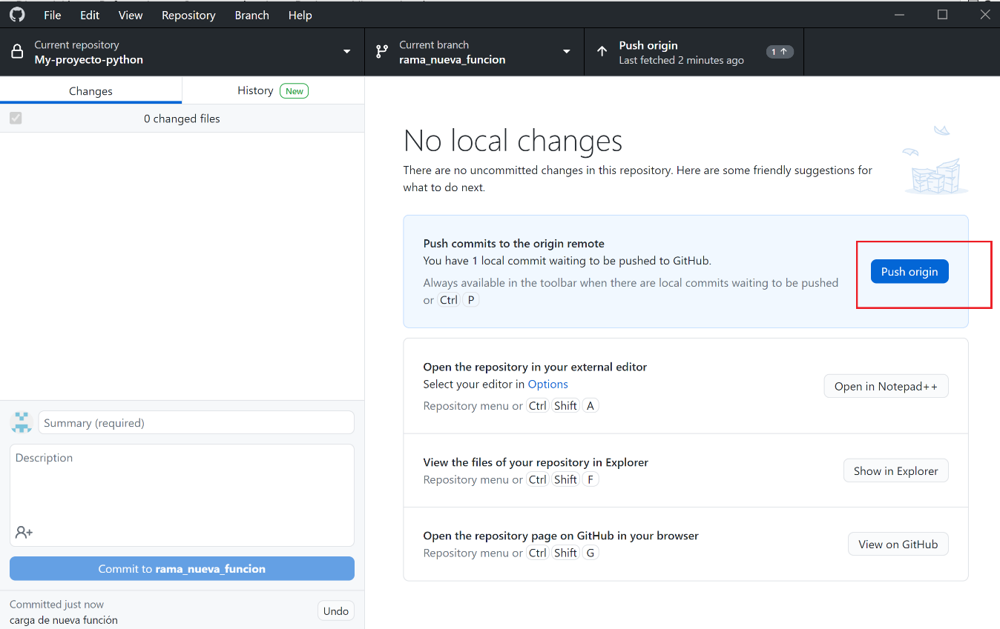 File Edit View Repository Branch Help
Current repository
My-proyecto-python
Current branch
rama_nueva_funcion
Push origin
Last fetched 2 minutes ago
1
Changes
History New
0 changed files
No local changes
There are no uncommitted changes in this repository. Here are some friendly suggestions for
what to do next.
Push commits to the origin remote
You have 1 local commit waiting to be pushed to GitHub.
Always available in the toolbar when there are local commits waiting to be pushed
or Ctrl P
Push origin
Open the repository in your external editor
Select your editor in Options
Repository menu or Ctrl Shift A
Open in Notepad++
View the files of your repository in Explorer
Repository menu or Ctrl Shift F
Show in Explorer
Open the repository page on GitHub in your browser
Repository menu or Ctrl Shift G
View on GitHub
Summary (required)
Description
Commit to rama_nueva_funcion
Committed just now
carga de nueva función
Undo